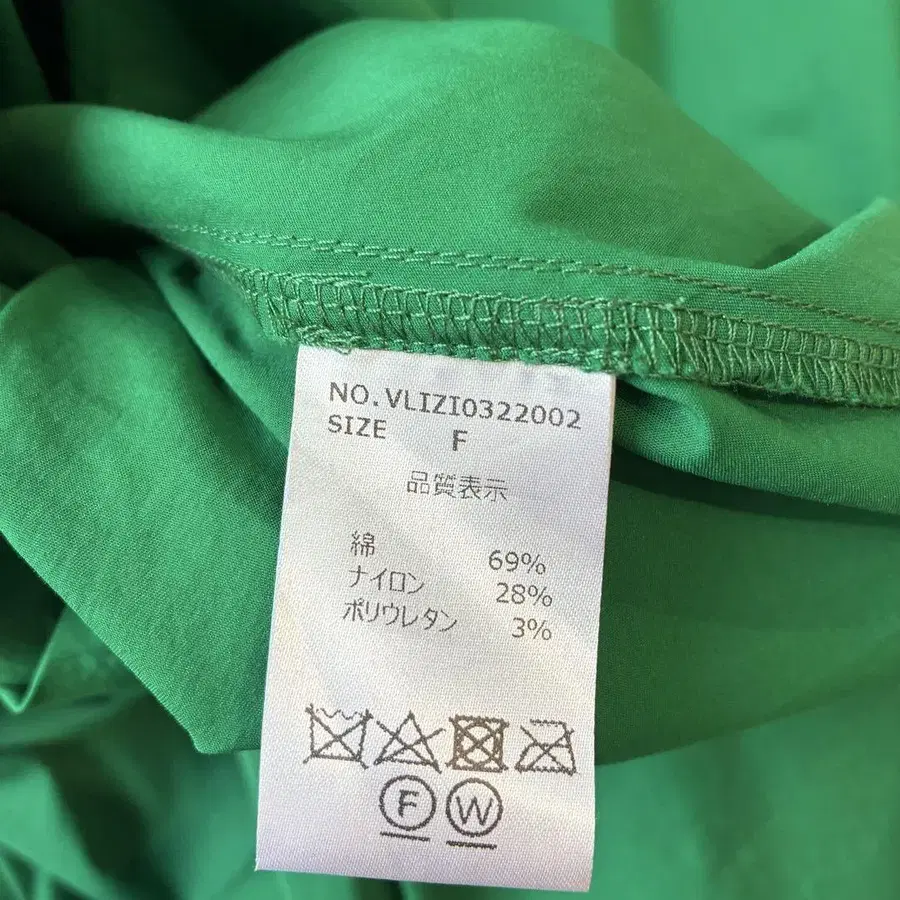 NO.VLIZI0322002
SIZE F
品質表示
綿 69%
ナイロン 28%
ポリウレタン 3%
F W